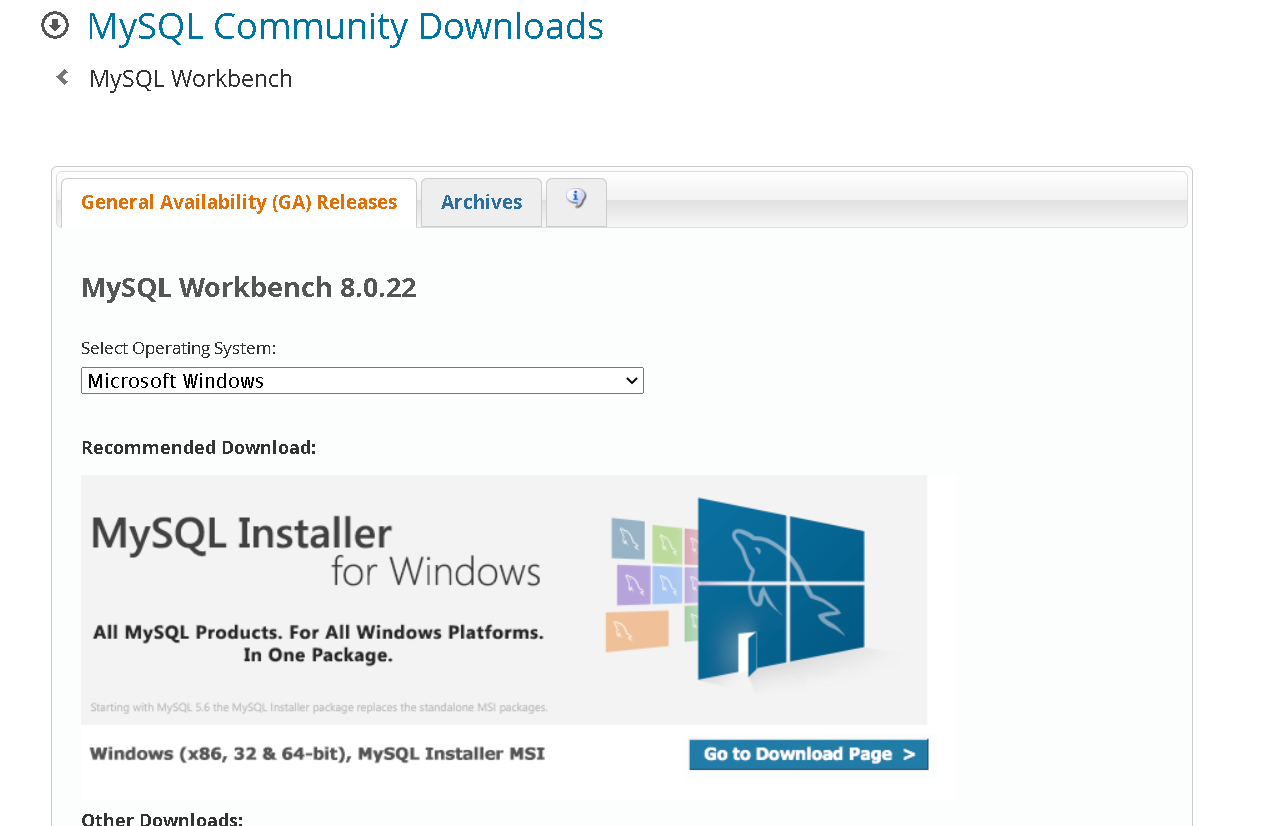 MySQL Community Downloads
MySQL Workbench
General Availability (GA) Releases
Archives
MySQL Workbench 8.0.22
Select Operating System:
Microsoft Windows
Recommended Download:
MySQL Installer
for Windows
All MySQL Products. For All Windows Platforms.
In One Package.
Starting with MySQL 5.6 the MySQL Installer package replaces the standalone MSI packages.
Windows (x86, 32 & 64-bit), MySQL Installer MSI
Go to Download Page >
Other Downloads: